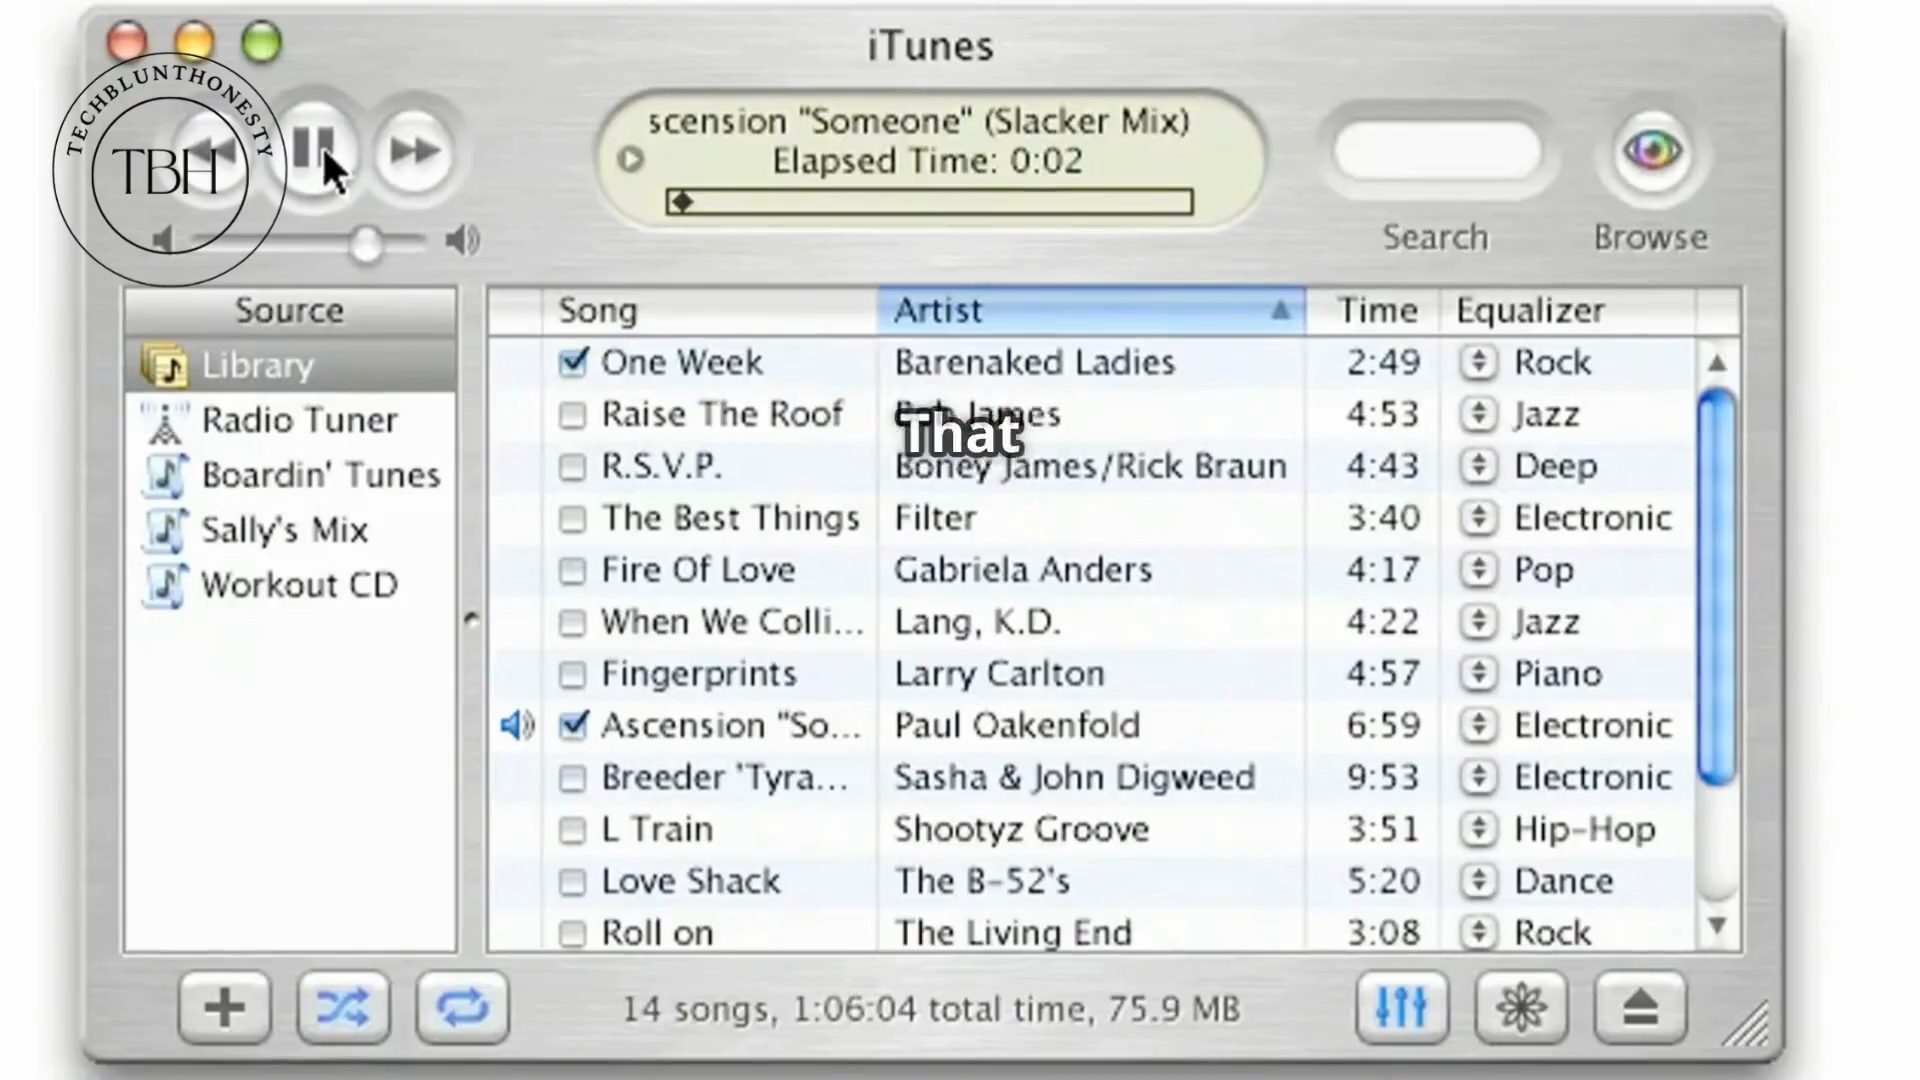 iTunes
TECHBLUNTHONESTY
TBH
scension "Someone" (Slacker Mix)
Elapsed Time: 0:02
Search
Browse
Source
Library
Radio Tuner
Boardin' Tunes
Sally's Mix
Workout CD
Song Artist Time Equalizer
One Week Barenaked Ladies 2:49 Rock
Raise The Roof Bob James 4:53 Jazz
That
R.S.V.P. Boney James/Rick Braun 4:43 Deep
The Best Things Filter 3:40 Electronic
Fire Of Love Gabriela Anders 4:17 Pop
When We Colli... Lang, K.D. 4:22 Jazz
Fingerprints Larry Carlton 4:57 Piano
Ascension "So... Paul Oakenfold 6:59 Electronic
Breeder 'Tyra... Sasha & John Digweed 9:53 Electronic
L Train Shootyz Groove 3:51 Hip-Hop
Love Shack The B-52's 5:20 Dance
Roll on The Living End 3:08 Rock
14 songs, 1:06:04 total time, 75.9 MB